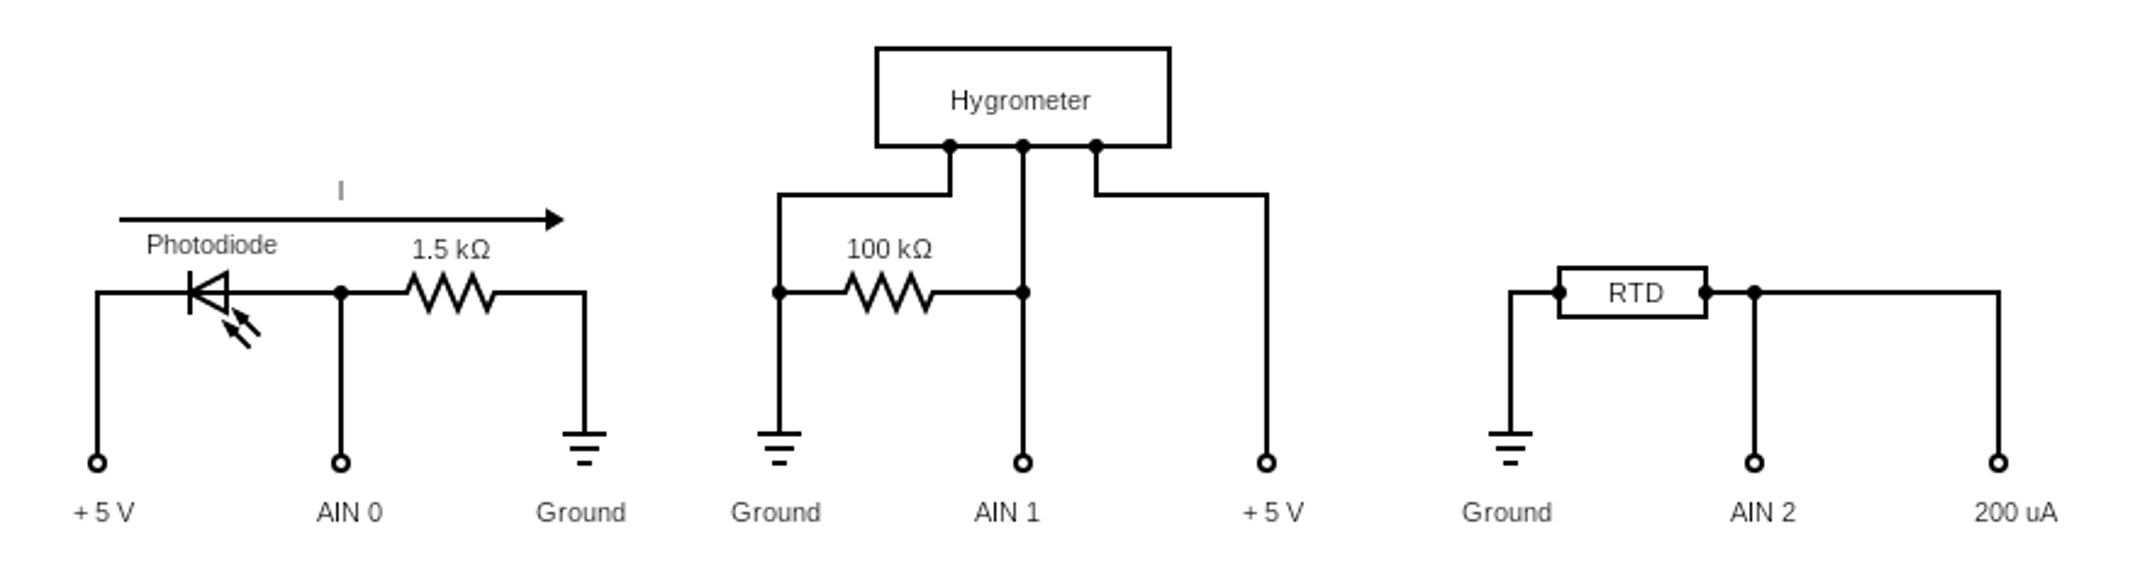 Hygrometer
I
Photodiode
1.5 kΩ
100 kΩ
RTD
+ 5 V
AIN 0
Ground
Ground
AIN 1
+ 5 V
Ground
AIN 2
200 uA